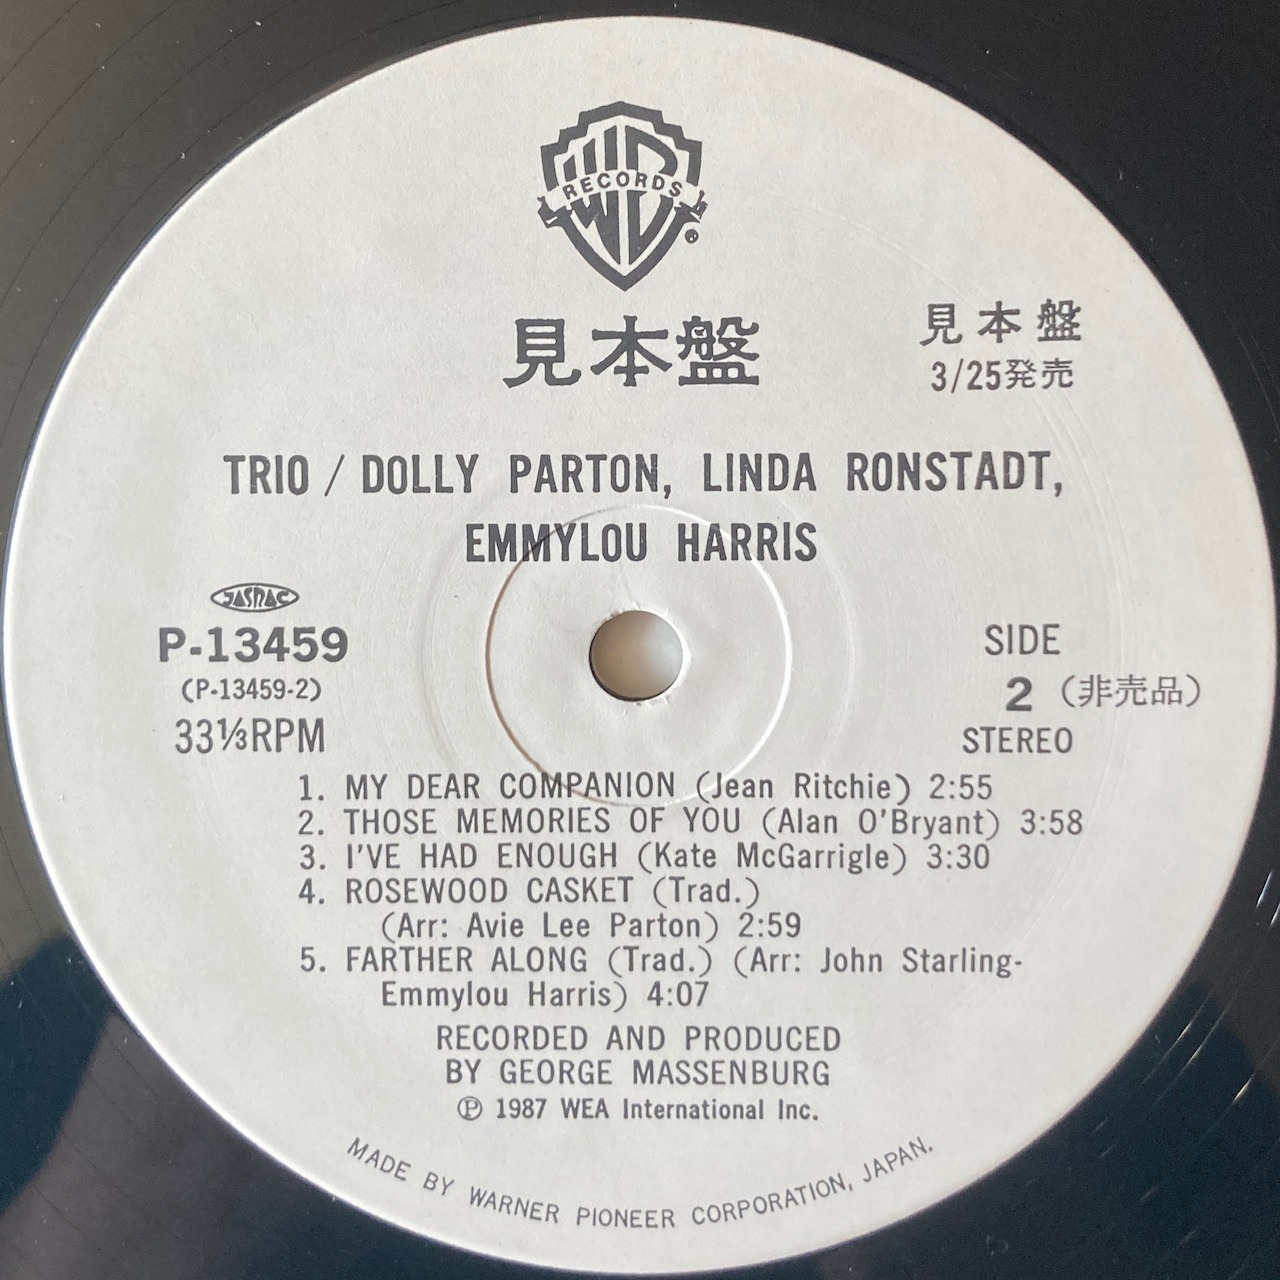 RECORDS
見本盤
見本盤
3/25発売
TRIO / DOLLY PARTON, LINDA RONSTADT,
EMMYLOU HARRIS
JASRAC
P-13459
(P-13459-2)
33⅓RPM
SIDE
2 (非売品)
STEREO
1. MY DEAR COMPANION (Jean Ritchie) 2:55
2. THOSE MEMORIES OF YOU (Alan O'Bryant) 3:58
3. I'VE HAD ENOUGH (Kate McGarrigle) 3:30
4. ROSEWOOD CASKET (Trad.)
(Arr: Avie Lee Parton) 2:59
5. FARTHER ALONG (Trad.) (Arr: John Starling-
Emmylou Harris) 4:07
RECORDED AND PRODUCED
BY GEORGE MASSENBURG
℗ 1987 WEA International Inc.
MADE BY WARNER PIONEER CORPORATION, JAPAN.